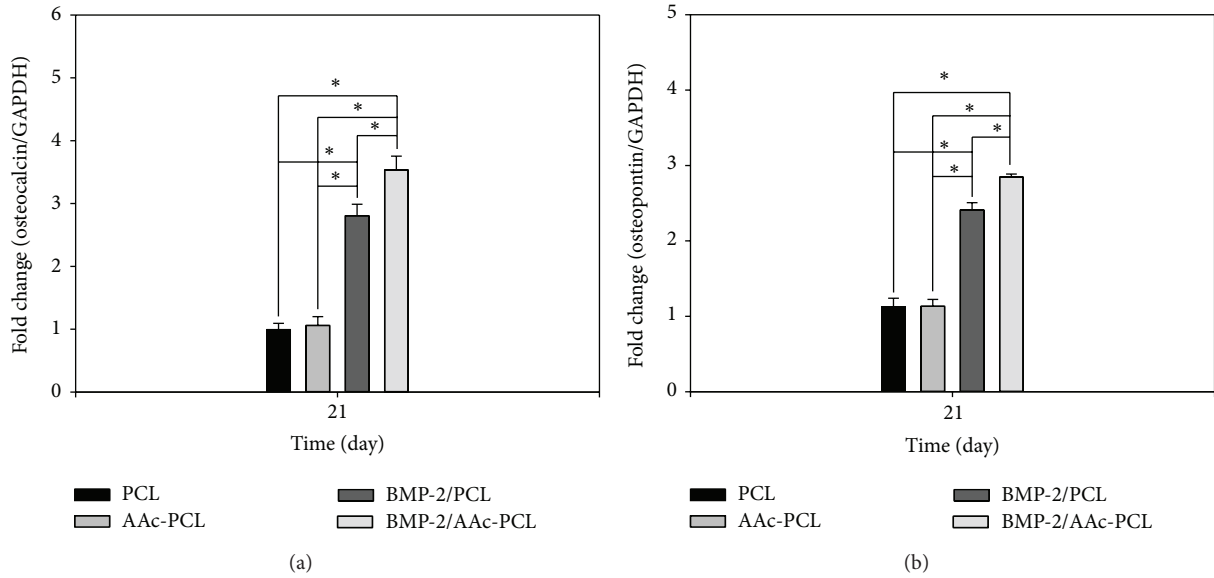 Fold change (osteocalcin/GAPDH)
6
5
4
3
2
1
0
*
*
*
*
*
21
Time (day)
PCL
AAc-PCL
BMP-2/PCL
BMP-2/AAc-PCL
(a)
Fold change (osteopontin/GAPDH)
5
4
3
2
1
0
*
*
*
*
*
21
Time (day)
PCL
AAc-PCL
BMP-2/PCL
BMP-2/AAc-PCL
(b)